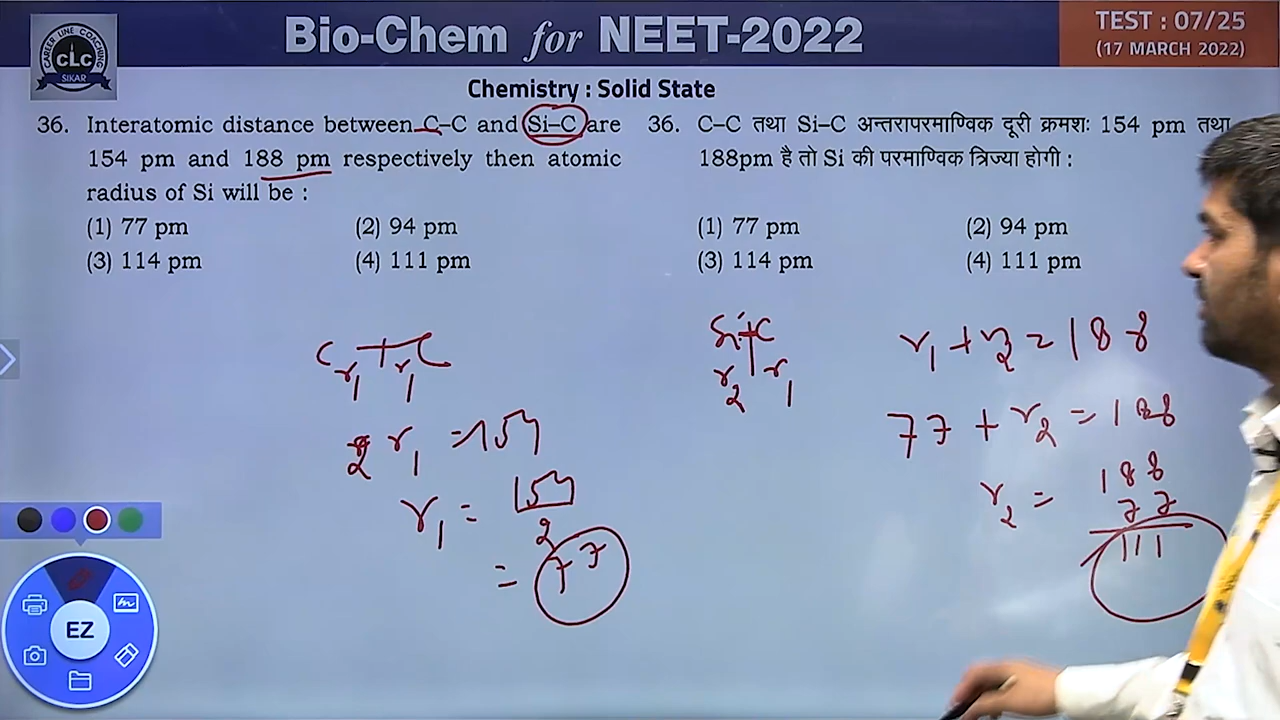 CAREER LINE COACHING
CLC
SIKAR
Bio-Chem for NEET-2022
TEST : 07/25
(17 MARCH 2022)
Chemistry : Solid State
36. Interatomic distance between C–C and Si–C are
154 pm and 188 pm respectively then atomic
radius of Si will be :
(1) 77 pm (2) 94 pm
(3) 114 pm (4) 111 pm
36. C–C तथा Si–C अन्तरापरमाण्विक दूरी क्रमशः 154 pm तथा
188pm है तो Si की परमाण्विक त्रिज्या होगी :
(1) 77 pm (2) 94 pm
(3) 114 pm (4) 111 pm
C C
r1 r1
2 r1 = 154
r1 = 154
2
= 77
Si C
r2 r1
r1 + r2 = 188
77 + r2 = 188
r2 = 188
77
111
EZ